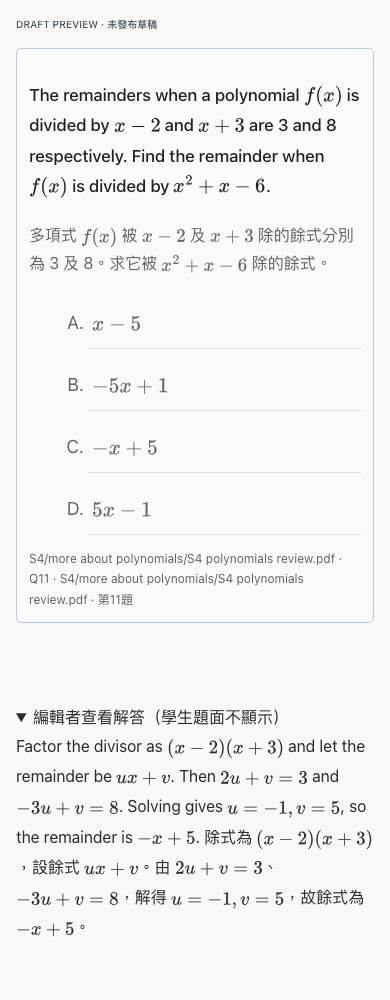 DRAFT PREVIEW · 未發布草稿
The remainders when a polynomial f(x) is
divided by x − 2 and x + 3 are 3 and 8
respectively. Find the remainder when
f(x) is divided by x² + x − 6.
多項式 f(x) 被 x − 2 及 x + 3 除的餘式分別
為 3 及 8。求它被 x² + x − 6 除的餘式。
A. x − 5
B. −5x + 1
C. −x + 5
D. 5x − 1
S4/more about polynomials/S4 polynomials review.pdf ·
Q11 · S4/more about polynomials/S4 polynomials
review.pdf · 第11題
▼ 編輯者查看解答（學生題面不顯示）
Factor the divisor as (x − 2)(x + 3) and let the
remainder be ux + v. Then 2u + v = 3 and
−3u + v = 8. Solving gives u = −1, v = 5, so
the remainder is −x + 5. 除式為 (x − 2)(x + 3)
，設餘式 ux + v。由 2u + v = 3、
−3u + v = 8，解得 u = −1, v = 5，故餘式為
−x + 5。